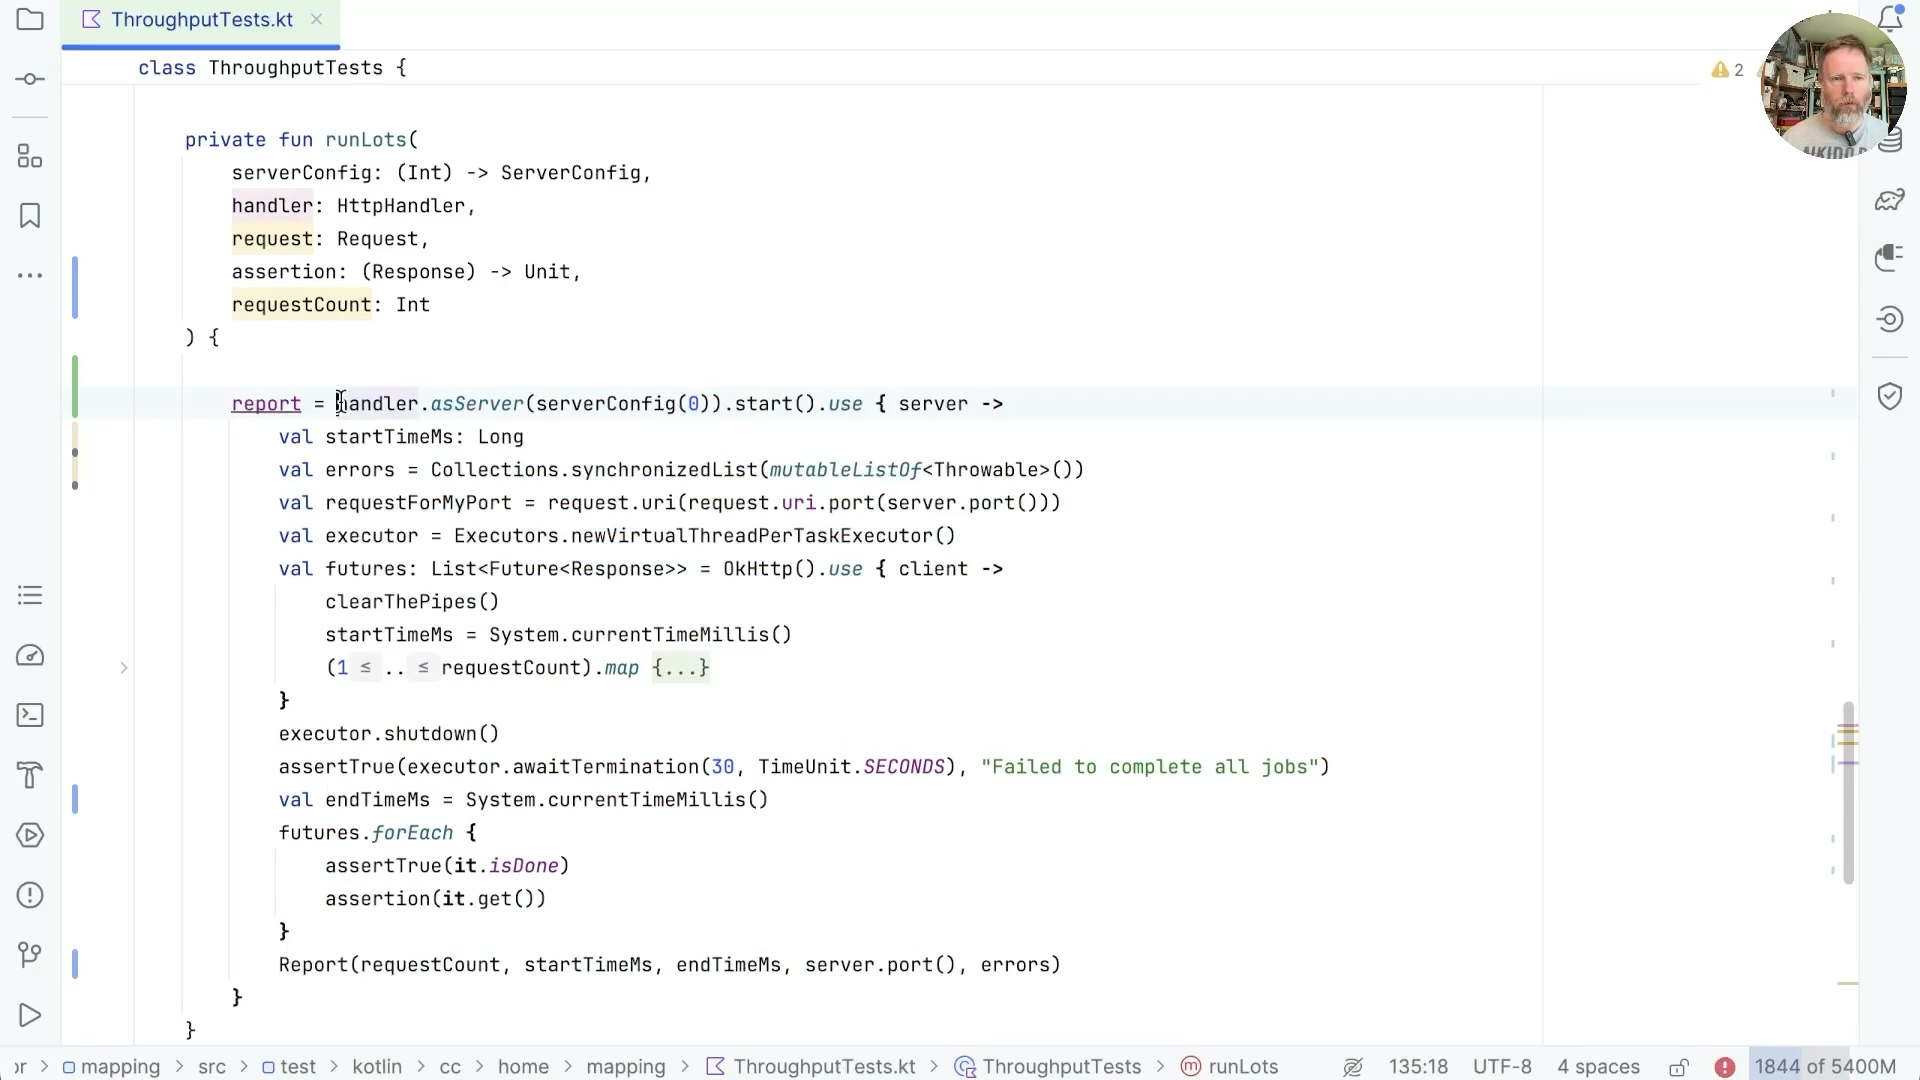 ThroughputTests.kt
class ThroughputTests {
2
private fun runLots(
serverConfig: (Int) -> ServerConfig,
handler: HttpHandler,
request: Request,
assertion: (Response) -> Unit,
requestCount: Int
) {
report = handler.asServer(serverConfig(0)).start().use { server ->
val startTimeMs: Long
val errors = Collections.synchronizedList(mutableListOf<Throwable>())
val requestForMyPort = request.uri(request.uri.port(server.port()))
val executor = Executors.newVirtualThreadPerTaskExecutor()
val futures: List<Future<Response>> = OkHttp().use { client ->
clearThePipes()
startTimeMs = System.currentTimeMillis()
(1 ≤ .. ≤ requestCount).map {...}
}
executor.shutdown()
assertTrue(executor.awaitTermination(30, TimeUnit.SECONDS), "Failed to complete all jobs")
val endTimeMs = System.currentTimeMillis()
futures.forEach {
assertTrue(it.isDone)
assertion(it.get())
}
Report(requestCount, startTimeMs, endTimeMs, server.port(), errors)
}
}
or > mapping > src > test > kotlin > cc > home > mapping > ThroughputTests.kt > ThroughputTests > runLots 135:18 UTF-8 4 spaces 1844 of 5400M